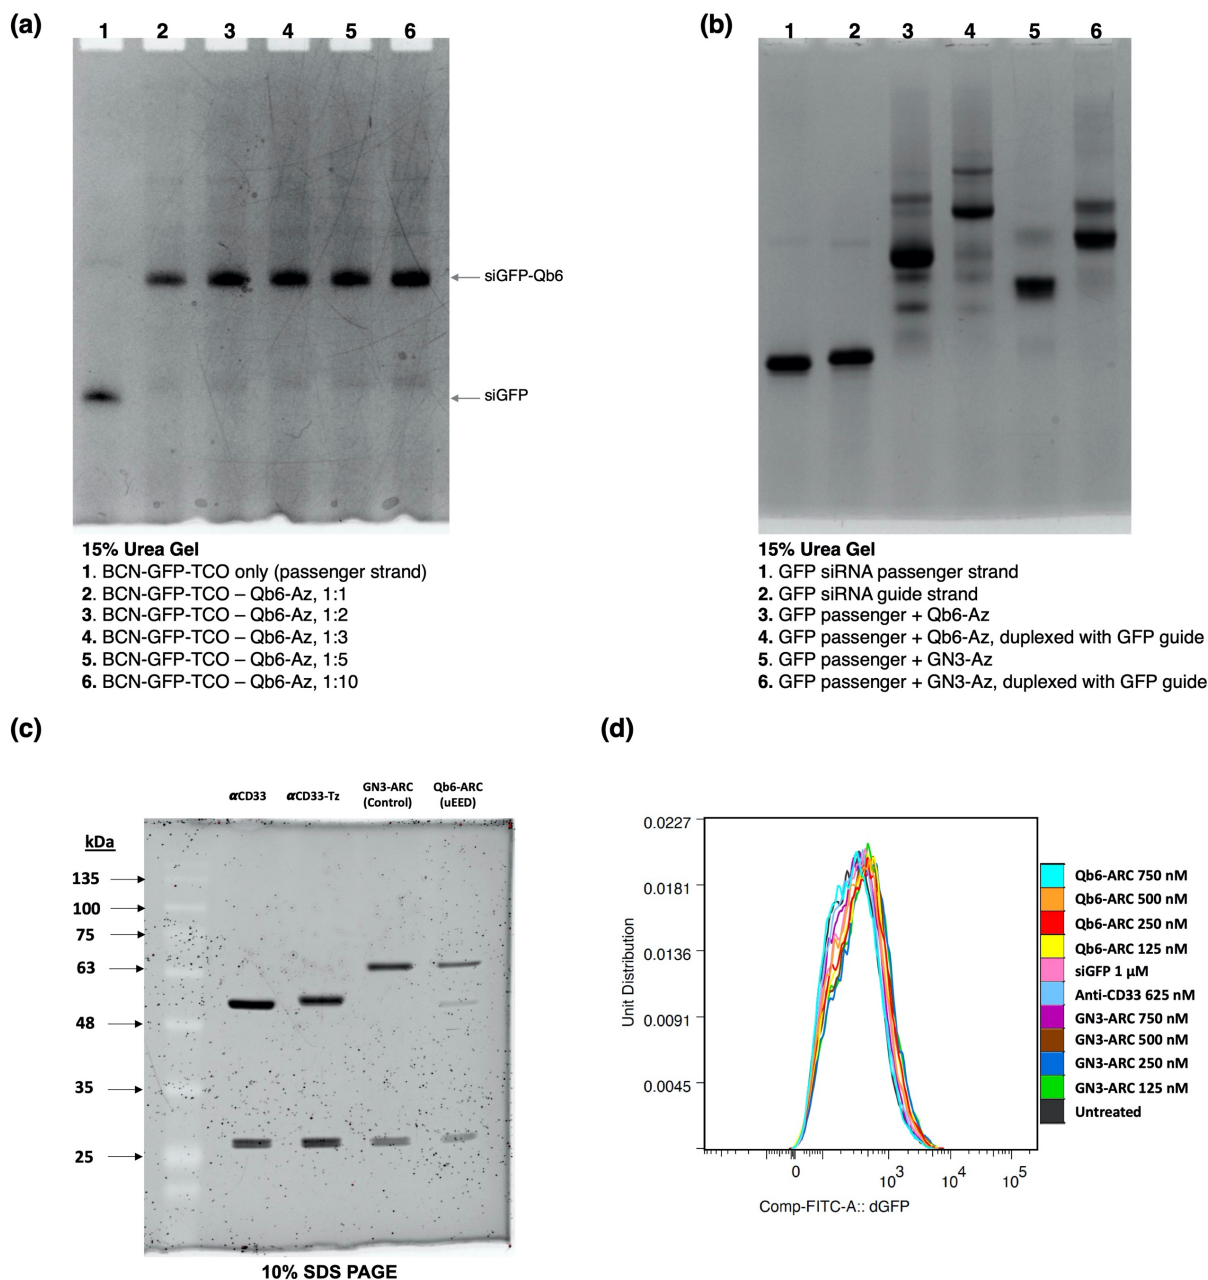 (a)
1 2 3 4 5 6
siGFP-Qb6
siGFP
15% Urea Gel
1. BCN-GFP-TCO only (passenger strand)
2. BCN-GFP-TCO – Qb6-Az, 1:1
3. BCN-GFP-TCO – Qb6-Az, 1:2
4. BCN-GFP-TCO – Qb6-Az, 1:3
5. BCN-GFP-TCO – Qb6-Az, 1:5
6. BCN-GFP-TCO – Qb6-Az, 1:10
(b)
1 2 3 4 5 6
15% Urea Gel
1. GFP siRNA passenger strand
2. GFP siRNA guide strand
3. GFP passenger + Qb6-Az
4. GFP passenger + Qb6-Az, duplexed with GFP guide
5. GFP passenger + GN3-Az
6. GFP passenger + GN3-Az, duplexed with GFP guide
(c)
αCD33 αCD33-Tz GN3-ARC Qb6-ARC
(Control) (uEED)
kDa
135
100
75
63
48
35
25
10% SDS PAGE
(d)
0.0227
0.0181
0.0136
0.0091
0.0045
Unit Distribution
0 10³ 10⁴ 10⁵
Comp-FITC-A:: dGFP
Qb6-ARC 750 nM
Qb6-ARC 500 nM
Qb6-ARC 250 nM
Qb6-ARC 125 nM
siGFP 1 µM
Anti-CD33 625 nM
GN3-ARC 750 nM
GN3-ARC 500 nM
GN3-ARC 250 nM
GN3-ARC 125 nM
Untreated